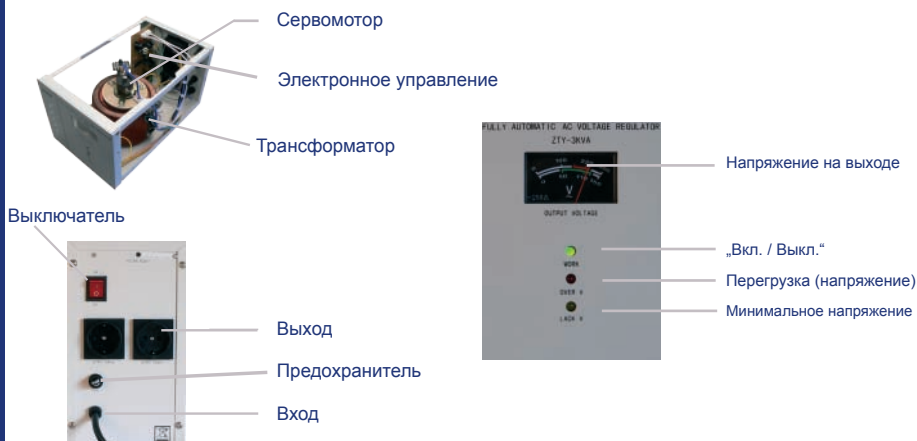 Сервомотор
Электронное управление
Трансформатор
Выключатель
Выход
Предохранитель
Вход
FULLY AUTOMATIC AC VOLTAGE REGULATOR
ZTY-3KVA
OUTPUT VOLTAGE
WORK
OVER V
LACK V
Напряжение на выходе
„Вкл. / Выкл.“
Перегрузка (напряжение)
Минимальное напряжение